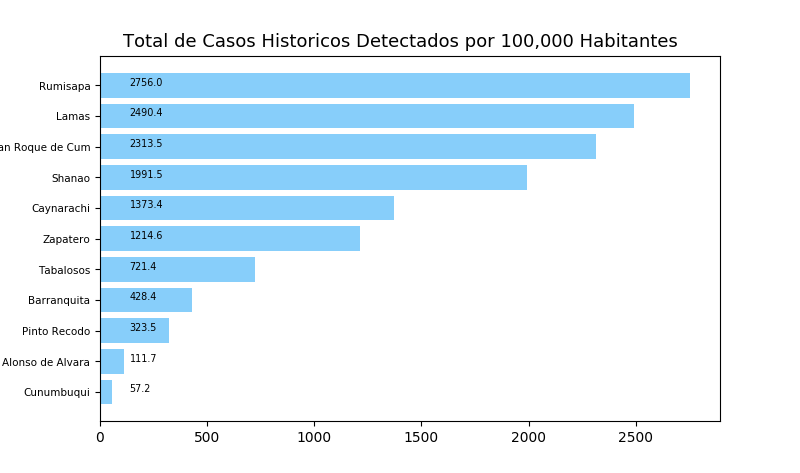 Total de Casos Historicos Detectados por 100,000 Habitantes
Rumisapa 2756.0
Lamas 2490.4
an Roque de Cum 2313.5
Shanao 1991.5
Caynarachi 1373.4
Zapatero 1214.6
Tabalosos 721.4
Barranquita 428.4
Pinto Recodo 323.5
Alonso de Alvara 111.7
Cunumbuqui 57.2
0 500 1000 1500 2000 2500